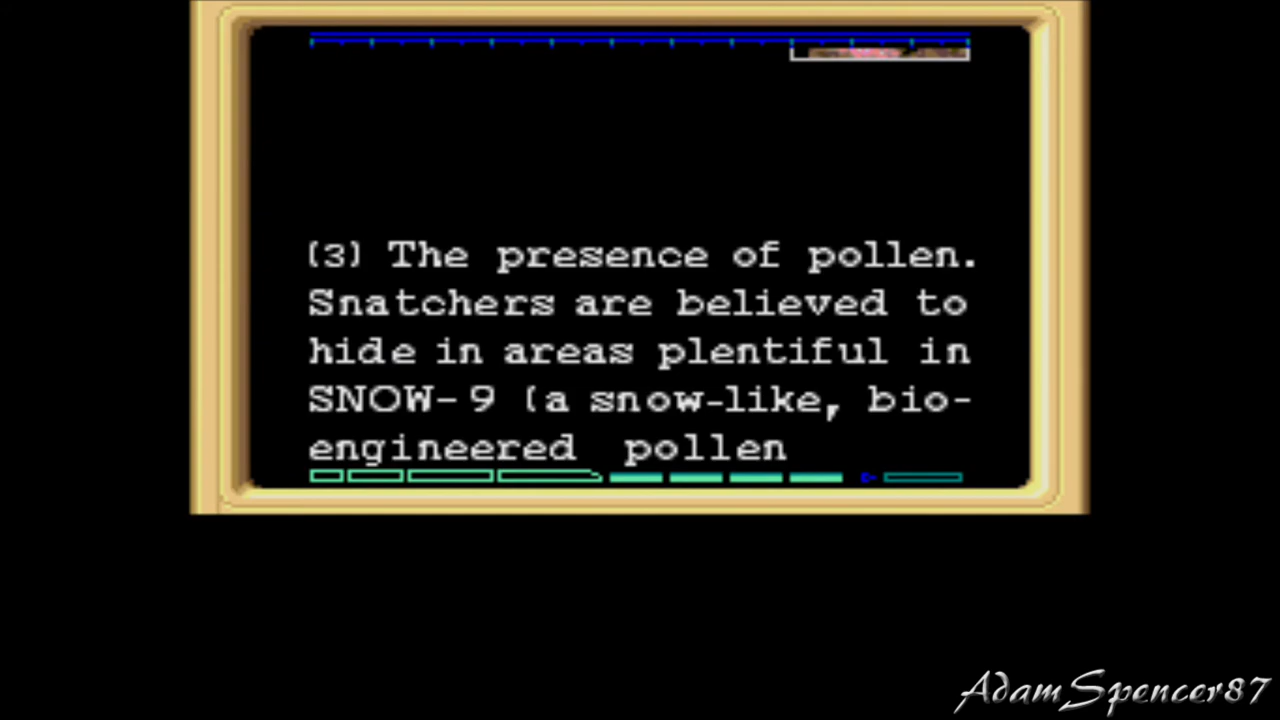 (3) The presence of pollen.
Snatchers are believed to
hide in areas plentiful in
SNOW-9 (a snow-like, bio-
engineered pollen
AdamSpencer87